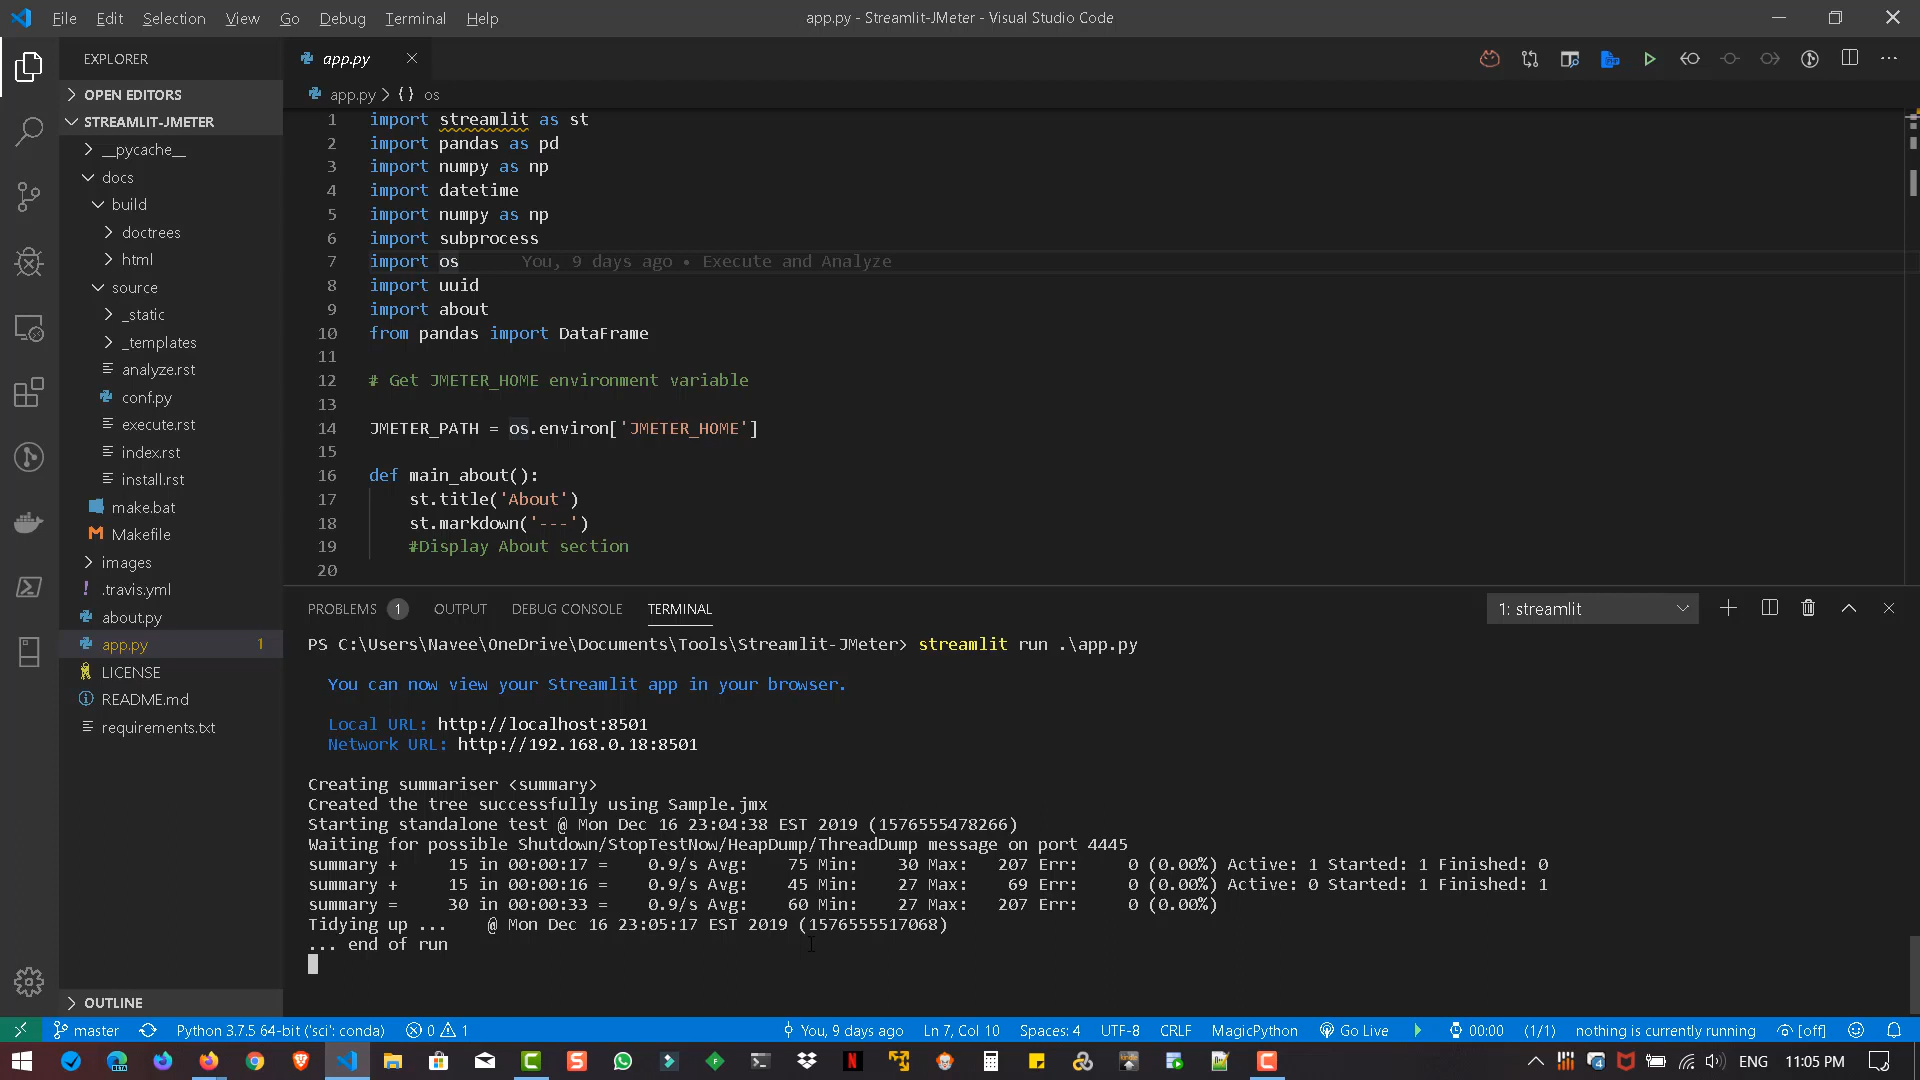 File Edit Selection View Go Debug Terminal Help
app.py - Streamlit-JMeter - Visual Studio Code
EXPLORER
OPEN EDITORS
STREAMLIT-JMETER
__pycache__
docs
build
doctrees
html
source
_static
_templates
analyze.rst
conf.py
execute.rst
index.rst
install.rst
make.bat
Makefile
images
.travis.yml
about.py
app.py 1
LICENSE
README.md
requirements.txt
OUTLINE
app.py
app.py > {} os
1 import streamlit as st
2 import pandas as pd
3 import numpy as np
4 import datetime
5 import numpy as np
6 import subprocess
7 import os You, 9 days ago • Execute and Analyze
8 import uuid
9 import about
10 from pandas import DataFrame
11
12 # Get JMETER_HOME environment variable
13
14 JMETER_PATH = os.environ['JMETER_HOME']
15
16 def main_about():
17 st.title('About')
18 st.markdown('---')
19 #Display About section
20
PROBLEMS 1 OUTPUT DEBUG CONSOLE TERMINAL
1: streamlit
PS C:\Users\Navee\OneDrive\Documents\Tools\Streamlit-JMeter> streamlit run .\app.py
You can now view your Streamlit app in your browser.
Local URL: http://localhost:8501
Network URL: http://192.168.0.18:8501
Creating summariser <summary>
Created the tree successfully using Sample.jmx
Starting standalone test @ Mon Dec 16 23:04:38 EST 2019 (1576555478266)
Waiting for possible Shutdown/StopTestNow/HeapDump/ThreadDump message on port 4445
summary + 15 in 00:00:17 = 0.9/s Avg: 75 Min: 30 Max: 207 Err: 0 (0.00%) Active: 1 Started: 1 Finished: 0
summary + 15 in 00:00:16 = 0.9/s Avg: 45 Min: 27 Max: 69 Err: 0 (0.00%) Active: 0 Started: 1 Finished: 1
summary = 30 in 00:00:33 = 0.9/s Avg: 60 Min: 27 Max: 207 Err: 0 (0.00%)
Tidying up ... @ Mon Dec 16 23:05:17 EST 2019 (1576555517068)
... end of run
master Python 3.7.5 64-bit ('sci': conda) 0 1 You, 9 days ago Ln 7, Col 10 Spaces: 4 UTF-8 CRLF MagicPython Go Live 00:00 (1/1) nothing is currently running [off]
ENG 11:05 PM